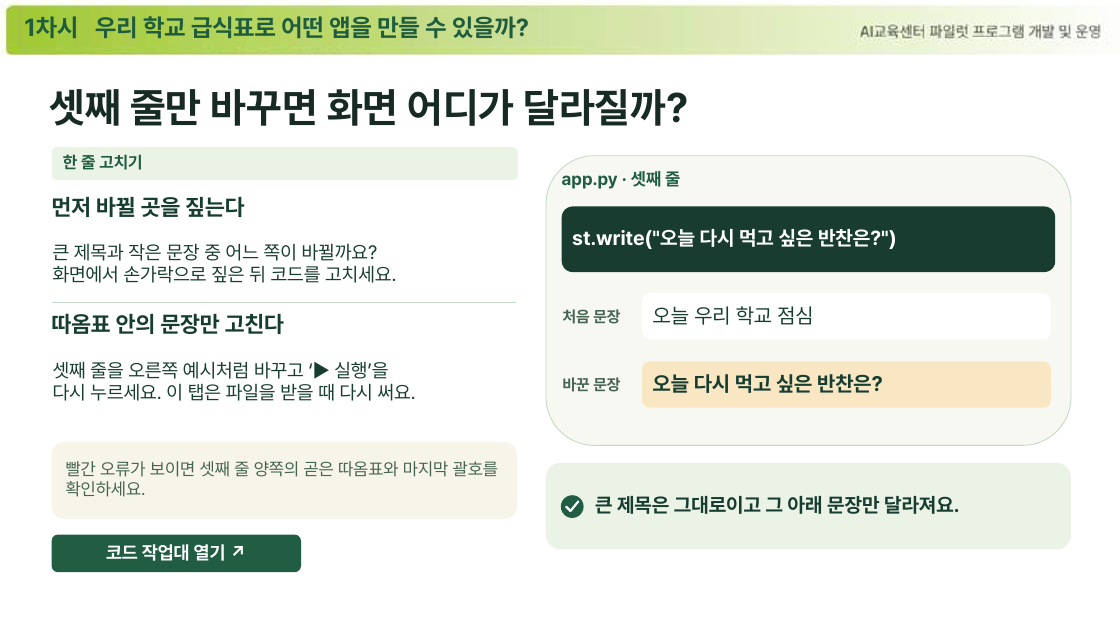 1차시 우리 학교 급식표로 어떤 앱을 만들 수 있을까?
AI교육센터 파일럿 프로그램 개발 및 운영
셋째 줄만 바꾸면 화면 어디가 달라질까?
한 줄 고치기
먼저 바뀔 곳을 짚는다
큰 제목과 작은 문장 중 어느 쪽이 바뀔까요?
화면에서 손가락으로 짚은 뒤 코드를 고치세요.
따옴표 안의 문장만 고친다
셋째 줄을 오른쪽 예시처럼 바꾸고 ‘▶ 실행’을
다시 누르세요. 이 탭은 파일을 받을 때 다시 써요.
빨간 오류가 보이면 셋째 줄 양쪽의 곧은 따옴표와 마지막 괄호를
확인하세요.
코드 작업대 열기 ↗
app.py · 셋째 줄
st.write("오늘 다시 먹고 싶은 반찬은?")
처음 문장 오늘 우리 학교 점심
바꾼 문장 오늘 다시 먹고 싶은 반찬은?
큰 제목은 그대로이고 그 아래 문장만 달라져요.